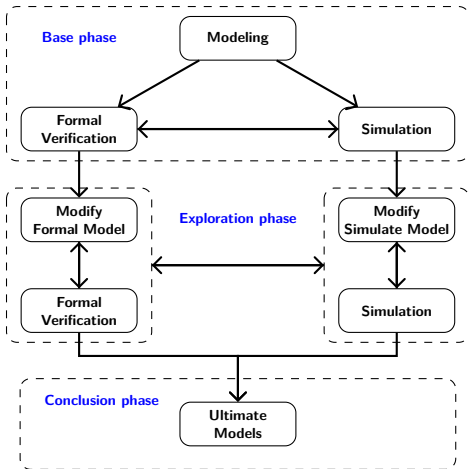 Base phase
Modeling
Formal
Verification
Simulation
Modify
Formal Model
Exploration phase
Modify
Simulate Model
Formal
Verification
Simulation
Conclusion phase
Ultimate
Models